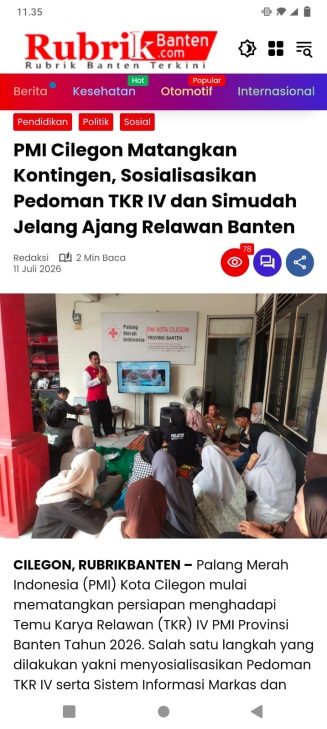 11.35
Rubrik Banten
.com
Rubrik Banten Terkini
Berita Kesehatan Hot Otomotif Popular Internasional
Pendidikan Politik Sosial
PMI Cilegon Matangkan
Kontingen, Sosialisasikan
Pedoman TKR IV dan Simudah
Jelang Ajang Relawan Banten
Redaksi 2 Min Baca
11 Juli 2026
78
Palang
Merah
Indonesia
PMI KOTA CILEGON
PROVINSI BANTEN
CILEGON, RUBRIKBANTEN – Palang Merah
Indonesia (PMI) Kota Cilegon mulai
mematangkan persiapan menghadapi
Temu Karya Relawan (TKR) IV PMI Provinsi
Banten Tahun 2026. Salah satu langkah yang
dilakukan yakni menyosialisasikan Pedoman
TKR IV serta Sistem Informasi Markas dan